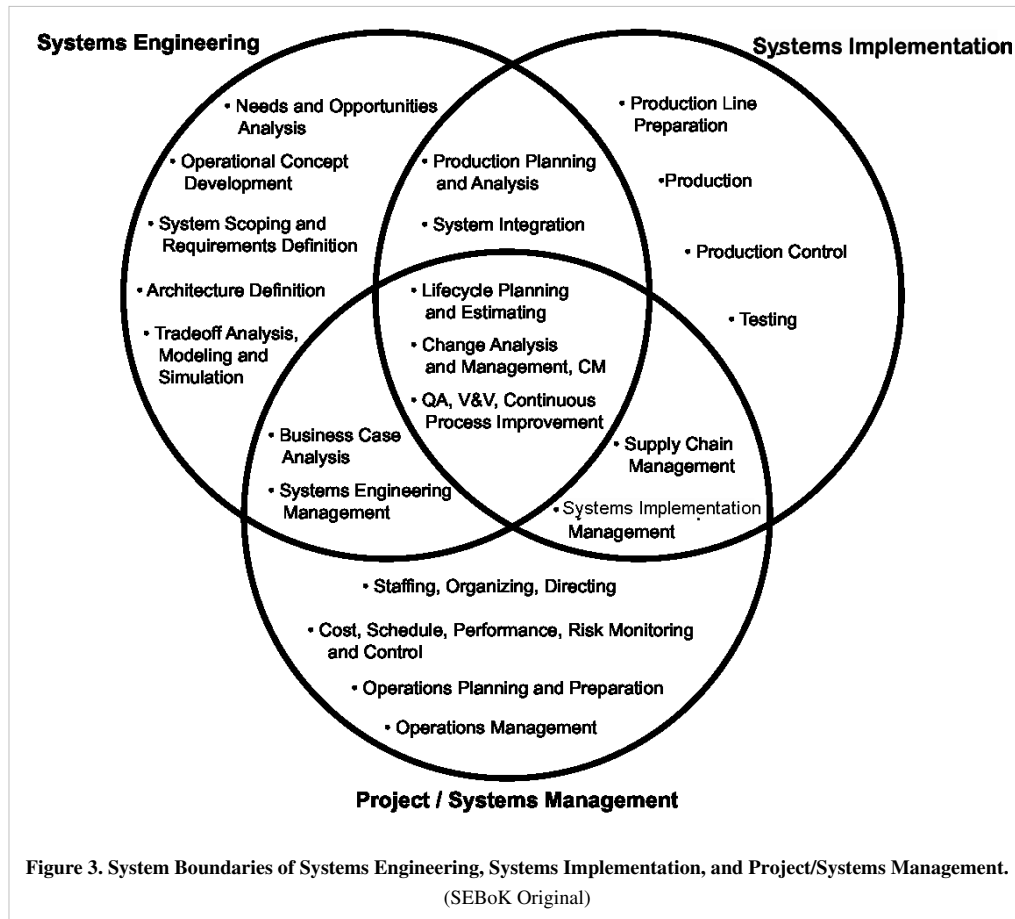 Systems Engineering
Systems Implementation
• Needs and Opportunities
Analysis
• Operational Concept
Development
• System Scoping and
Requirements Definition
• Architecture Definition
• Tradeoff Analysis,
Modeling and
Simulation
• Production Planning
and Analysis
• System Integration
• Production Line
Preparation
• Production
• Production Control
• Testing
• Lifecycle Planning
and Estimating
• Change Analysis
and Management, CM
• QA, V&V, Continuous
Process Improvement
• Business Case
Analysis
• Systems Engineering
Management
• Supply Chain
Management
• Systems Implementation
Management
• Staffing, Organizing, Directing
• Cost, Schedule, Performance, Risk Monitoring
and Control
• Operations Planning and Preparation
• Operations Management
Project / Systems Management
Figure 3. System Boundaries of Systems Engineering, Systems Implementation, and Project/Systems Management.
(SEBoK Original)